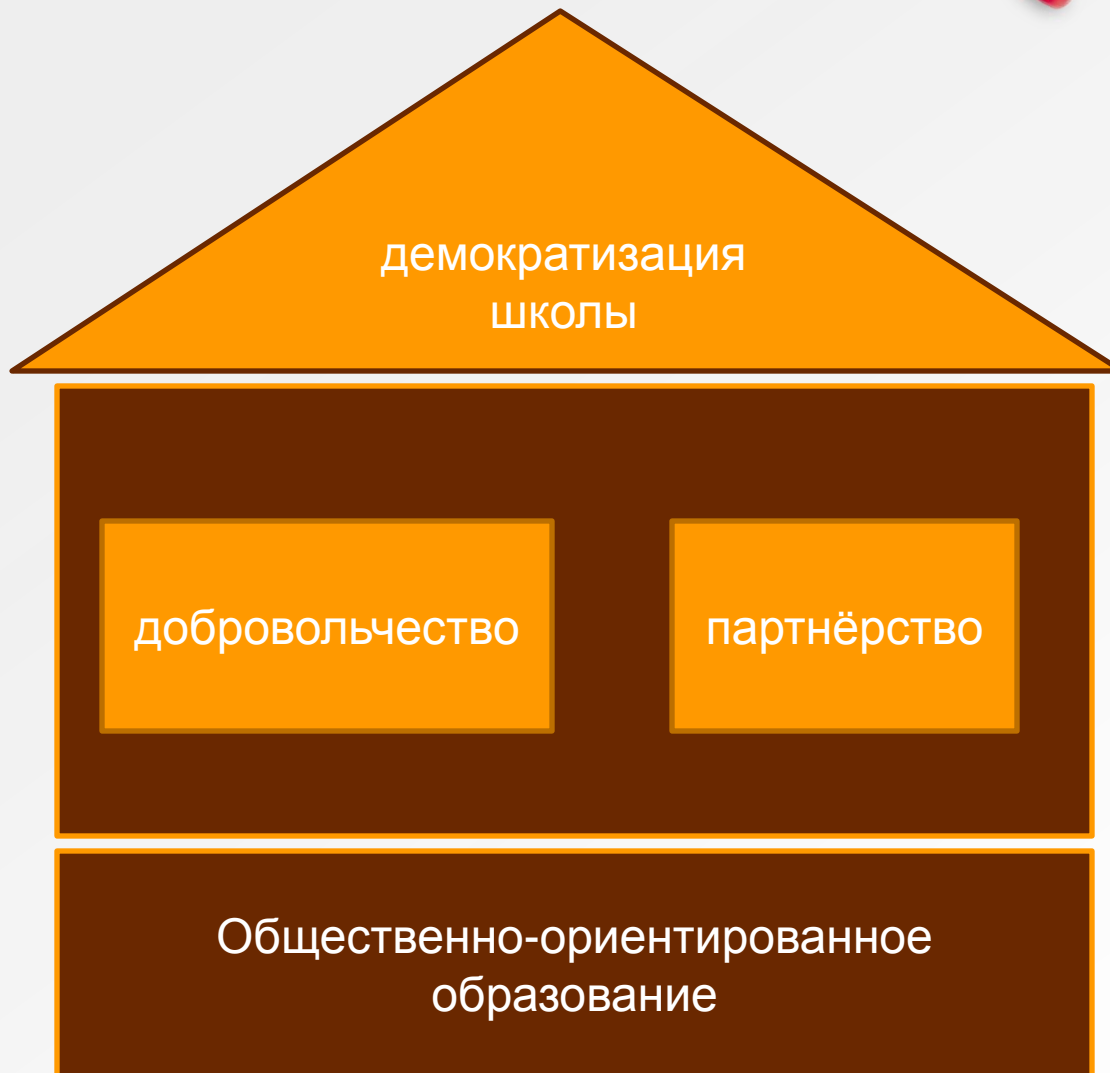 демократизация
школы
добровольчество
партнёрство
Общественно-ориентированное
образование